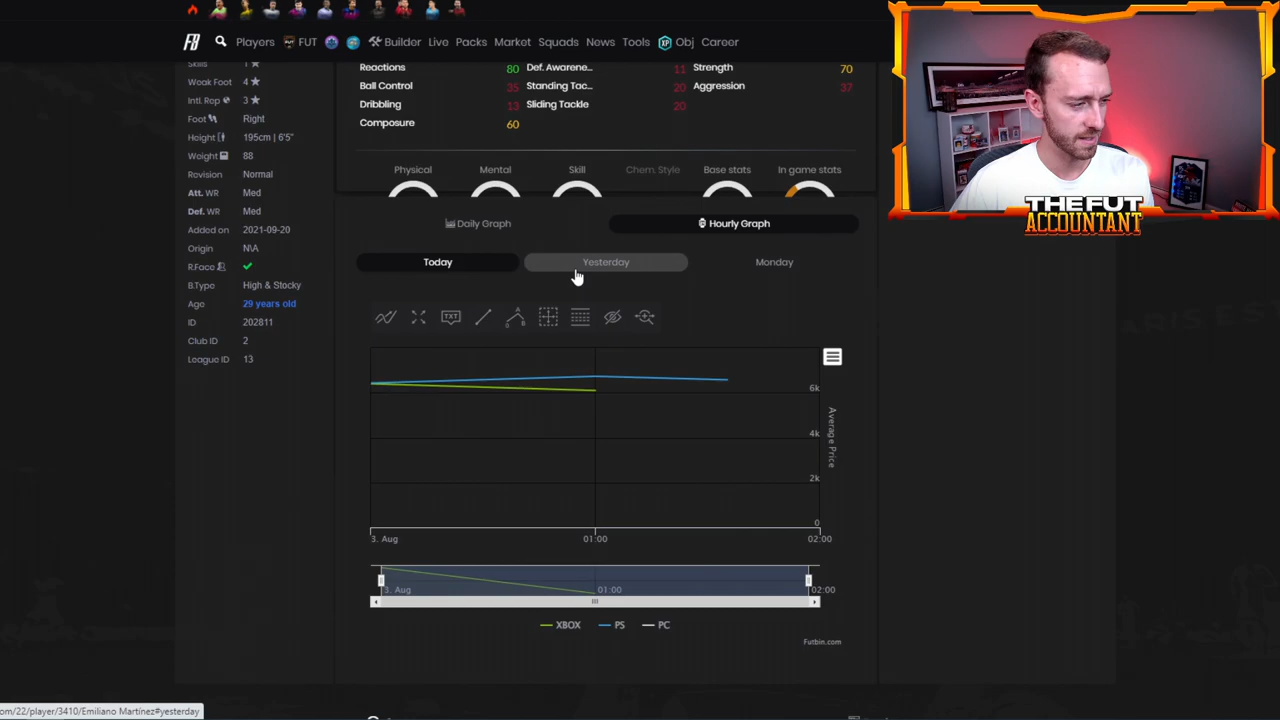 F8 Players FUT Builder Live Packs Market Squads News Tools XP Obj Career
Skills 1★
Weak Foot 4★
Intl. Rep 3★
Foot Right
Height 195cm | 6'5"
Weight 88
Revision Normal
Att. WR Med
Def. WR Med
Added on 2021-09-20
Origin N\A
R.Face
B.Type High & Stocky
Age 29 years old
ID 202811
Club ID 2
League ID 13
Reactions 80 Def. Awarene... 11 Strength 70
Ball Control 35 Standing Tac... 20 Aggression 37
Dribbling 13 Sliding Tackle 20
Composure 60
Physical Mental Skill Chem. Style Base stats In game stats
Daily Graph Hourly Graph
Today Yesterday Monday
TXT
6k
4k
2k
0
Average Price
3. Aug 01:00 02:00
3. Aug 01:00 02:00
XBOX PS PC
Futbin.com
com/22/player/3410/Emiliano Martínez#yesterday
THE FUT
ACCOUNTANT